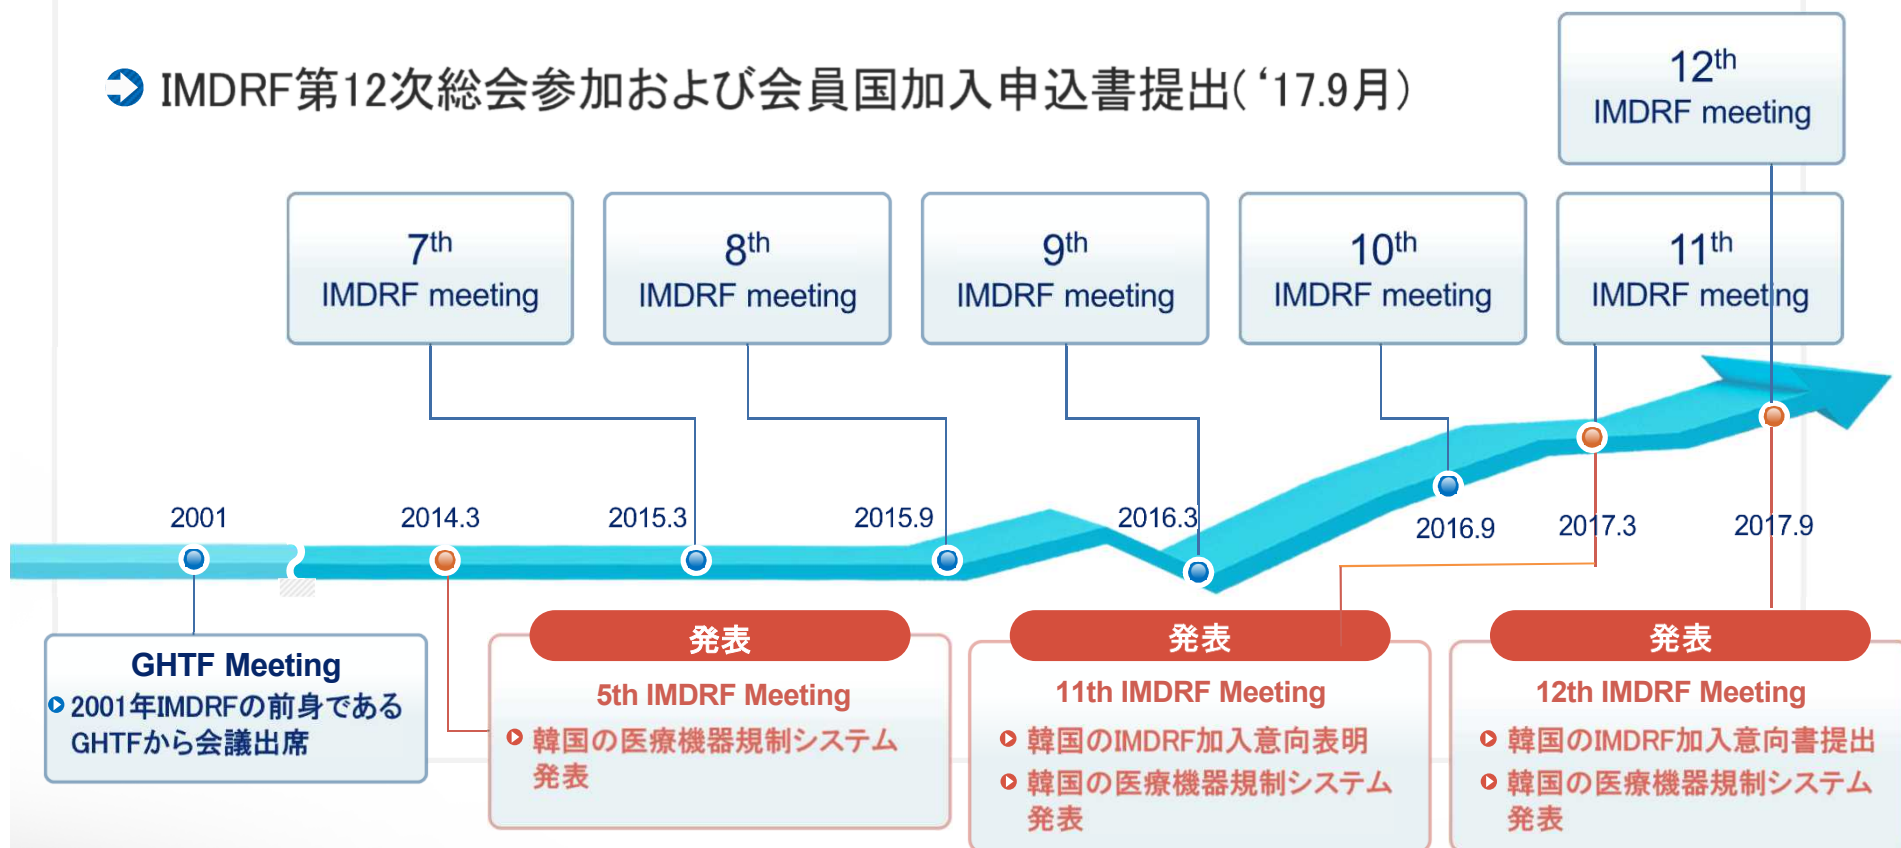 IMDRF第12次総会参加および会員国加入申込書提出(‘17.9月)
12th
IMDRF meeting
7th
IMDRF meeting
8th
IMDRF meeting
9th
IMDRF meeting
10th
IMDRF meeting
11th
IMDRF meeting
2001
2014.3
2015.3
2015.9
2016.3
2016.9
2017.3
2017.9
GHTF Meeting
2001年IMDRFの前身である
GHTFから会議出席
発表
5th IMDRF Meeting
韓国の医療機器規制システム
発表
発表
11th IMDRF Meeting
韓国のIMDRF加入意向表明
韓国の医療機器規制システム
発表
発表
12th IMDRF Meeting
韓国のIMDRF加入意向書提出
韓国の医療機器規制システム
発表